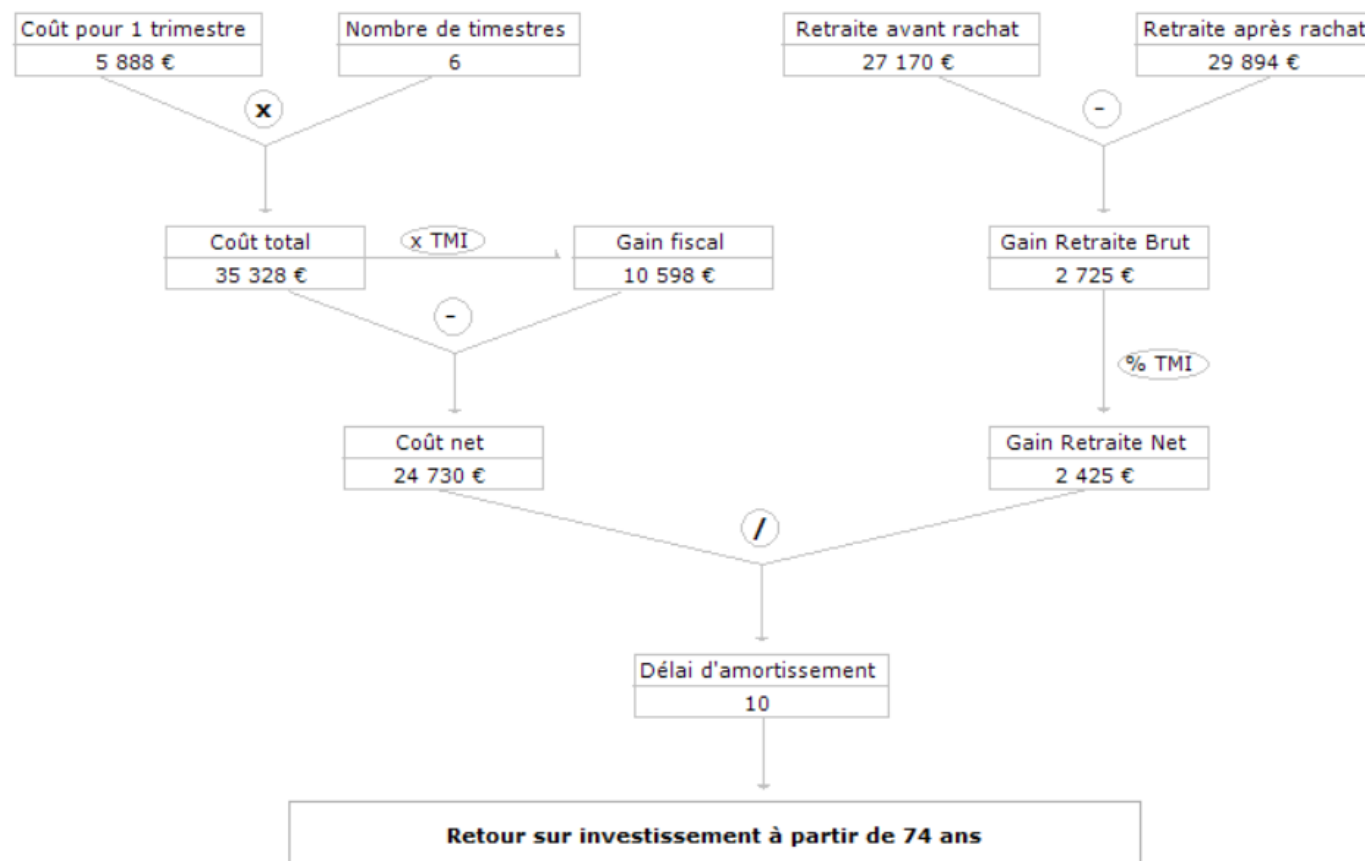 Coût pour 1 trimestre
5 888 €
Nombre de timestres
6
Retraite avant rachat
27 170 €
Retraite après rachat
29 894 €
x
-
Coût total
35 328 €
x TMI
Gain fiscal
10 598 €
Gain Retraite Brut
2 725 €
-
% TMI
Coût net
24 730 €
Gain Retraite Net
2 425 €
/
Délai d'amortissement
10
Retour sur investissement à partir de 74 ans